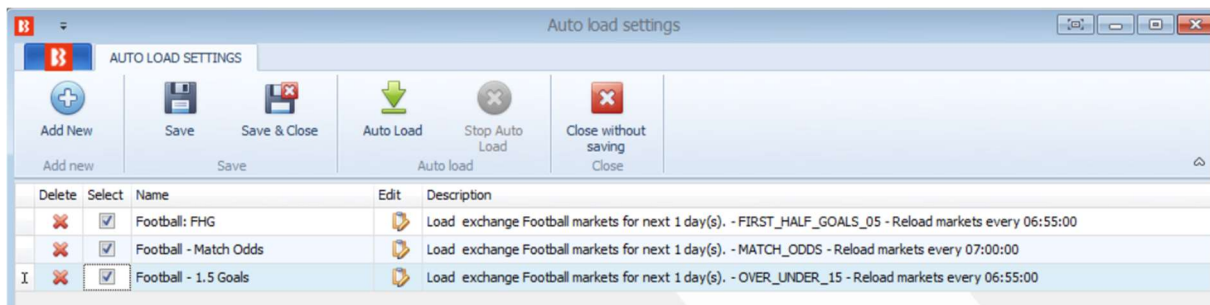 Auto load settings
AUTO LOAD SETTINGS
Add New
Save
Save & Close
Auto Load
Stop Auto
Load
Close without
saving
Add new
Save
Auto load
Close
Delete Select Name Edit Description
Football: FHG Load exchange Football markets for next 1 day(s). - FIRST_HALF_GOALS_05 - Reload markets every 06:55:00
Football - Match Odds Load exchange Football markets for next 1 day(s). - MATCH_ODDS - Reload markets every 07:00:00
Football - 1.5 Goals Load exchange Football markets for next 1 day(s). - OVER_UNDER_15 - Reload markets every 06:55:00